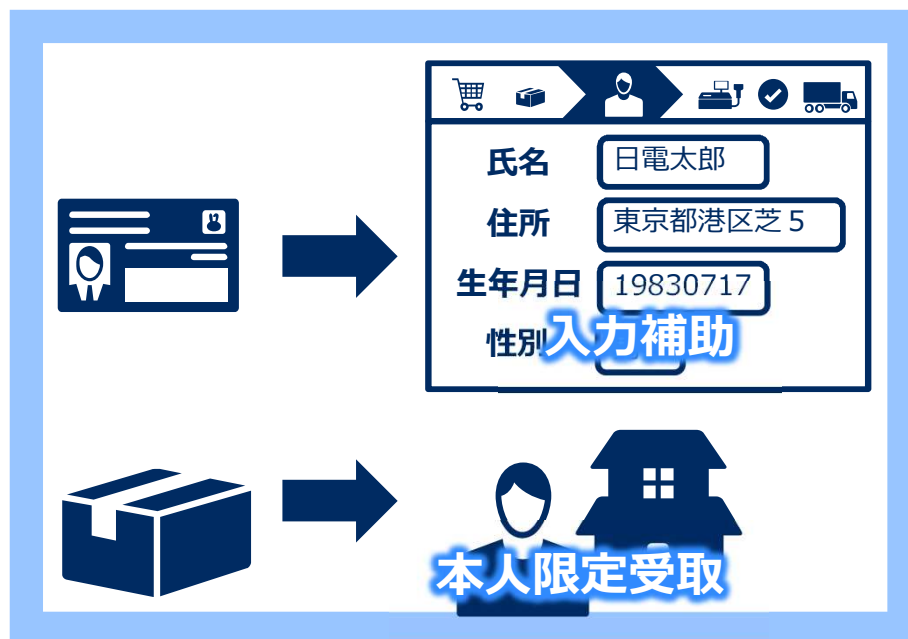 氏名 日電太郎
住所 東京都港区芝5
生年月日 19830717
性別
入力補助
本人限定受取